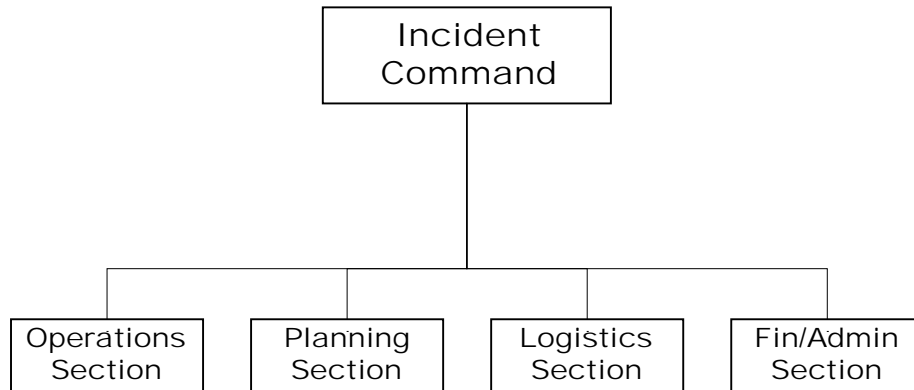 Incident
Command
Operations
Section
Planning
Section
Logistics
Section
Fin/Admin
Section